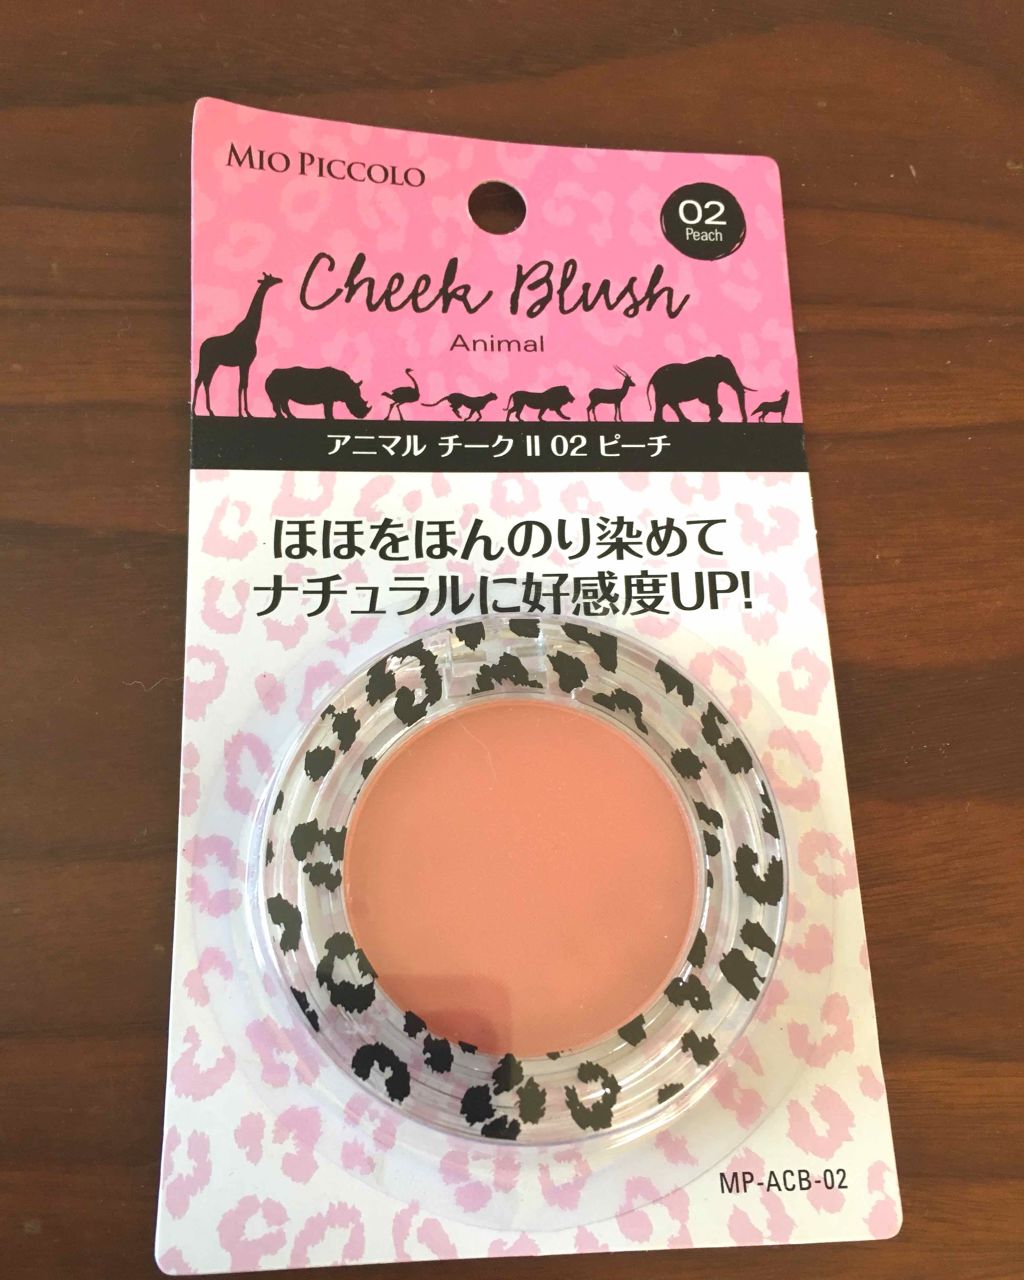 MIO PICCOLO
02
Peach
Cheek Blush
Animal
アニマル チーク II 02 ピーチ
ほほをほんのり染めて
ナチュラルに好感度UP!
MP-ACB-02